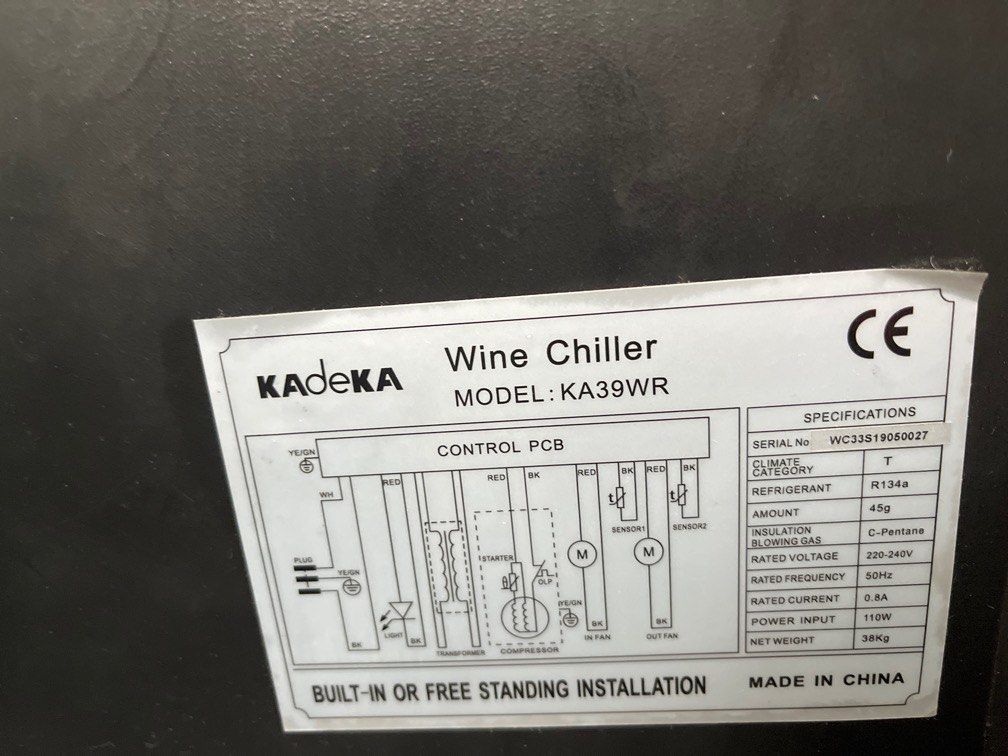 KAdeKA
Wine Chiller
MODEL: KA39WR
CE
CONTROL PCB
YE/GN
WH
RED
RED
BK
RED
BK
RED
BK
PLUG
YE/GN
BK
LIGHT
BK
TRANSFORMER
STARTER
OLP
YE/GN
COMPRESSOR
M
BK
IN FAN
t
SENSOR1
M
BK
OUT FAN
t
SENSOR2
SPECIFICATIONS
SERIAL No WC33S19050027
CLIMATE CATEGORY T
REFRIGERANT R134a
AMOUNT 45g
INSULATION BLOWING GAS C-Pentane
RATED VOLTAGE 220-240V
RATED FREQUENCY 50Hz
RATED CURRENT 0.8A
POWER INPUT 110W
NET WEIGHT 38Kg
BUILT-IN OR FREE STANDING INSTALLATION
MADE IN CHINA